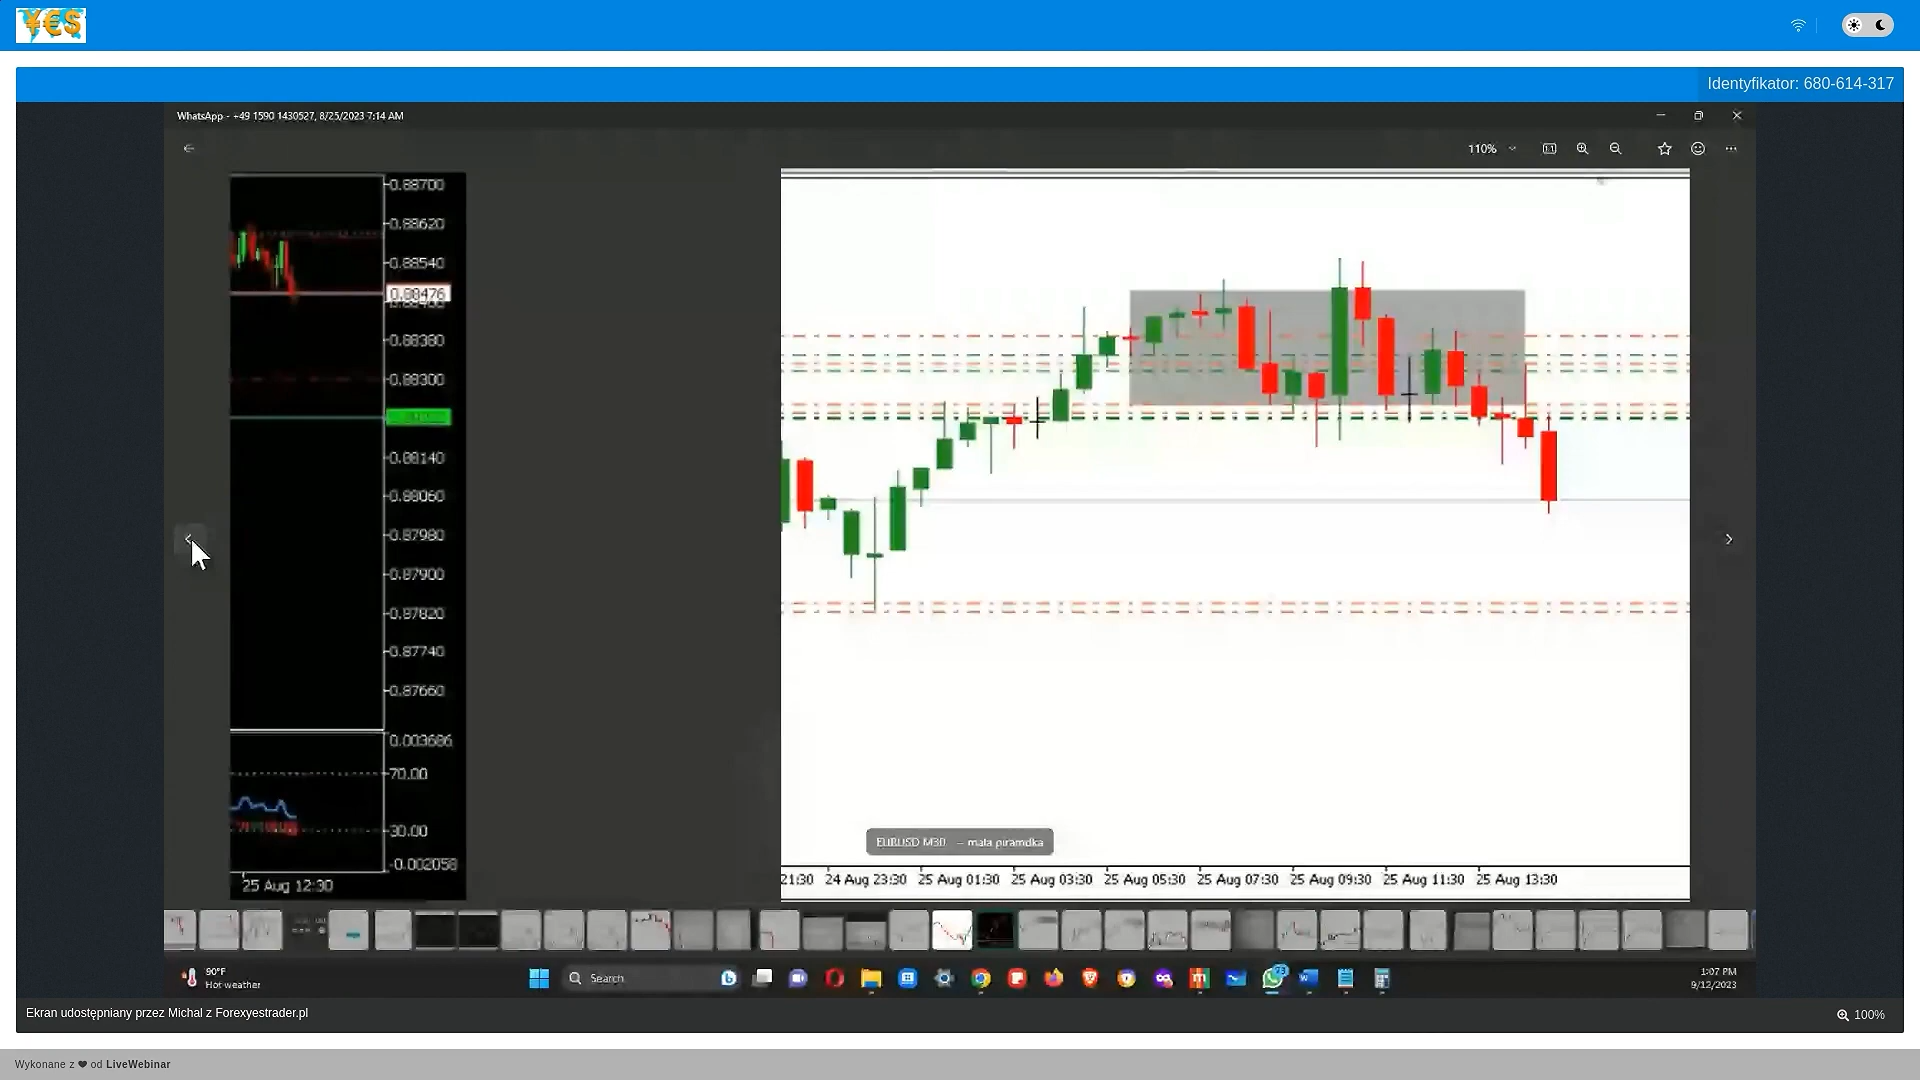 ¥€$
Identyfikator: 680-614-317
WhatsApp - +49 1590 1430527, 8/25/2023 7:14 AM
110%
0.88700
0.88620
0.88540
0.88476
0.88380
0.88300
0.88140
0.88060
0.87980
0.87900
0.87820
0.87740
0.87660
0.003686
70.00
30.00
-0.002058
25 Aug 12:30
EURUSD M30 – mala piramdka
21:30 24 Aug 23:30 25 Aug 01:30 25 Aug 03:30 25 Aug 05:30 25 Aug 07:30 25 Aug 09:30 25 Aug 11:30 25 Aug 13:30
90°F
Hot weather
Search
73
1:07 PM
9/12/2023
Ekran udostępniany przez Michal z Forexyestrader.pl
100%
Wykonane z ❤ od LiveWebinar